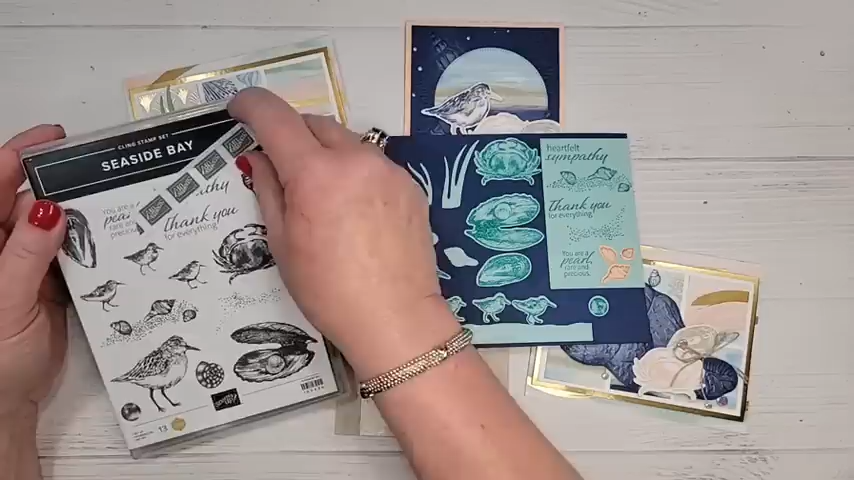 CLING STAMP SET
SEASIDE BAY
You are a
pearl
rare and
precious
thank you
for everything
13
heartfelt
sympathy
thank you
for everything
You are a
pearl
rare, and
precious.